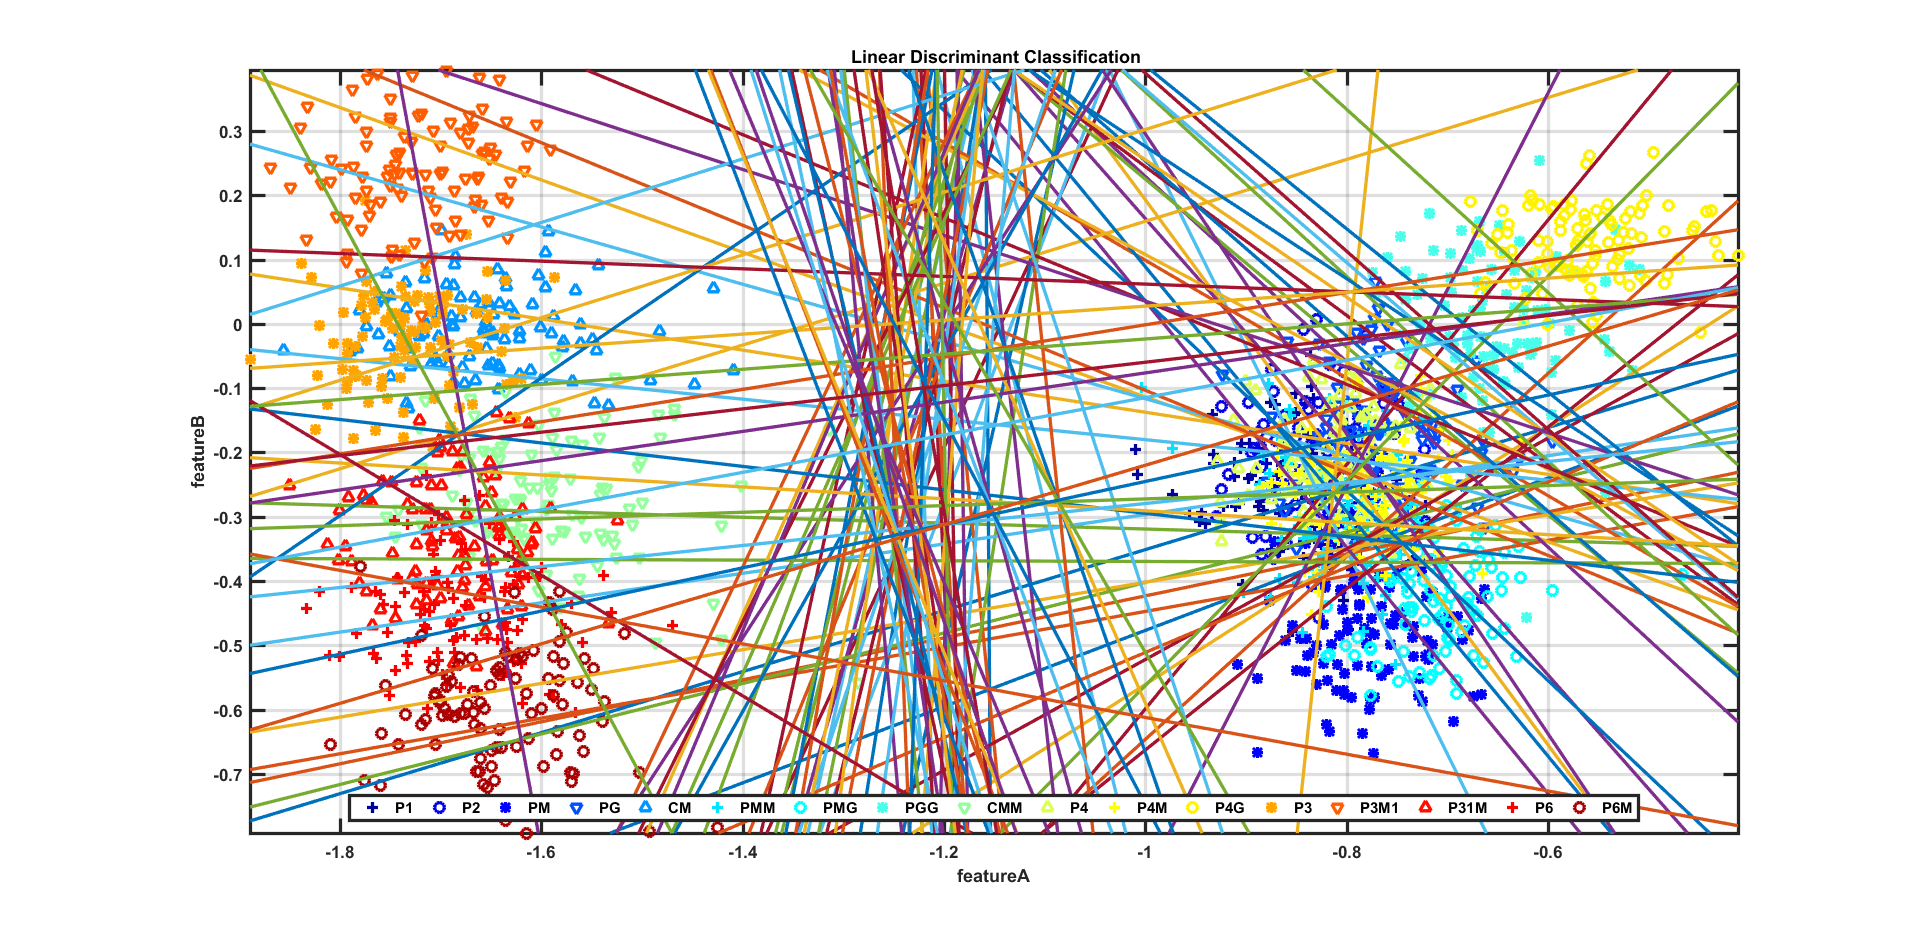 Linear Discriminant Classification
featureB
0.3
0.2
0.1
0
-0.1
-0.2
-0.3
-0.4
-0.5
-0.6
-0.7
P1 P2 PM PG CM PMM PMG PGG CMM P4 P4M P4G P3 P3M1 P31M P6 P6M
-1.8 -1.6 -1.4 -1.2 -1 -0.8 -0.6
featureA